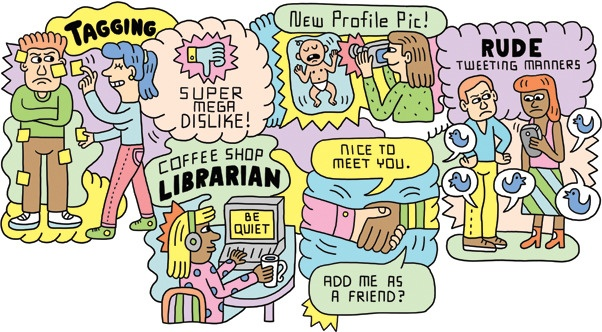 TAGGING
SUPER
MEGA
DISLIKE!
New Profile Pic!
RUDE
TWEETING MANNERS
COFFEE SHOP
LIBRARIAN
BE
QUIET
NICE TO
MEET YOU.
ADD ME AS
A FRIEND?